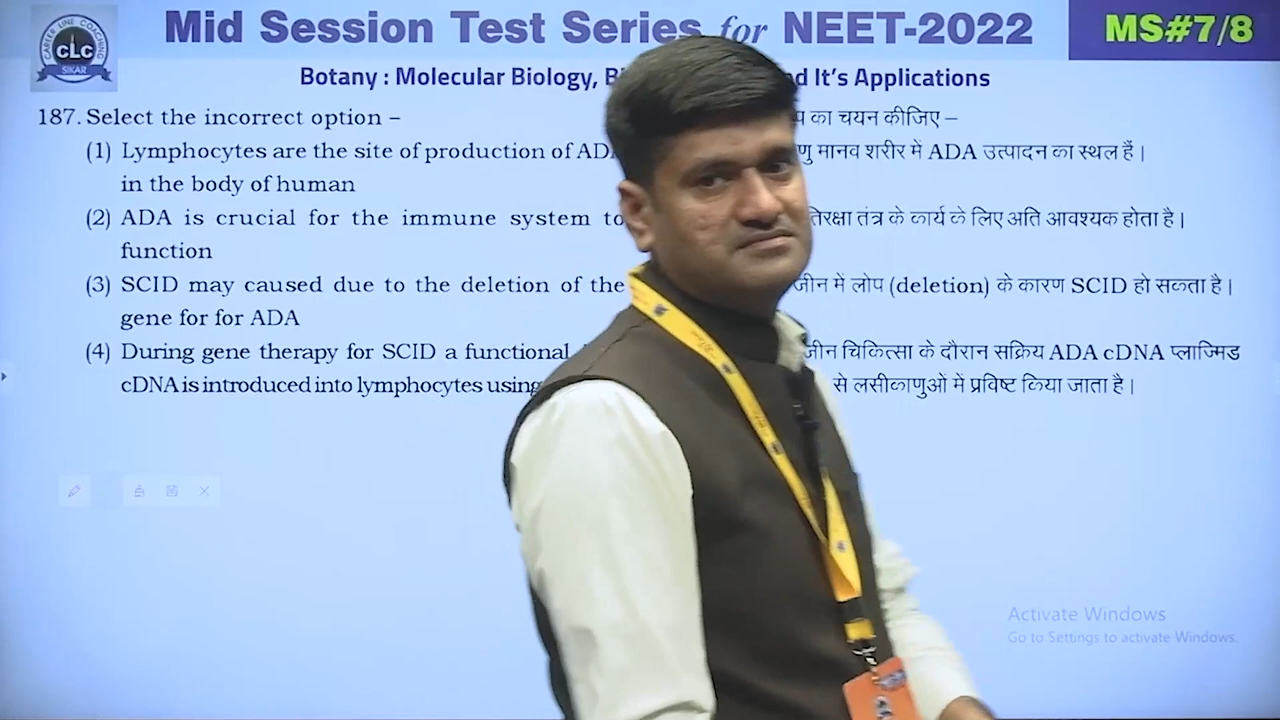 CAREER LINE COACHING
CLC
SIKAR
Mid Session Test Series for NEET-2022
MS#7/8
Botany : Molecular Biology, d It's Applications
187. Select the incorrect option –
का चयन कीजिए –
(1) Lymphocytes are the site of production of
मानव शरीर में ADA उत्पादन का स्थल हैं।
in the body of human
(2) ADA is crucial for the immune system to
के कार्य के लिए अति आवश्यक होता है।
function
(3) SCID may caused due to the deletion of the
जीन में लोप (deletion) के कारण SCID हो सकता है।
gene for for ADA
(4) During gene therapy for SCID a functional
जीन चिकित्सा के दौरान सक्रिय ADA cDNA प्लाज्मिड
cDNA is introduced into lymphocytes using
से लसीकाणुओं में प्रविष्ट किया जाता है।
Activate Windows
Go to Settings to activate Windows.